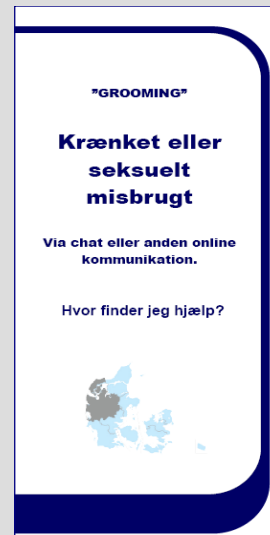 "GROOMING"
Krænket eller
seksuelt
misbrugt
Via chat eller anden online
kommunikation.
Hvor finder jeg hjælp?